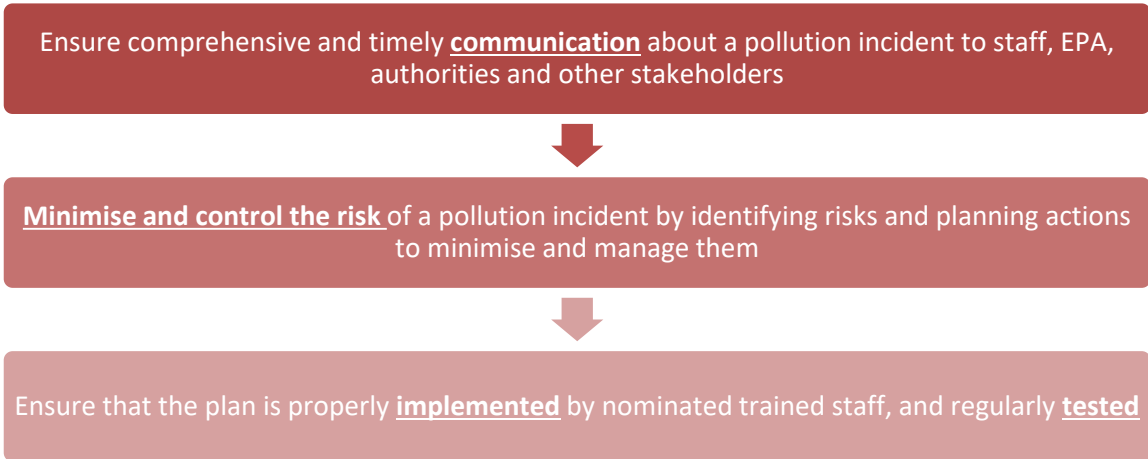 Ensure comprehensive and timely communication about a pollution incident to staff, EPA,
authorities and other stakeholders
Minimise and control the risk of a pollution incident by identifying risks and planning actions
to minimise and manage them
Ensure that the plan is properly implemented by nominated trained staff, and regularly tested